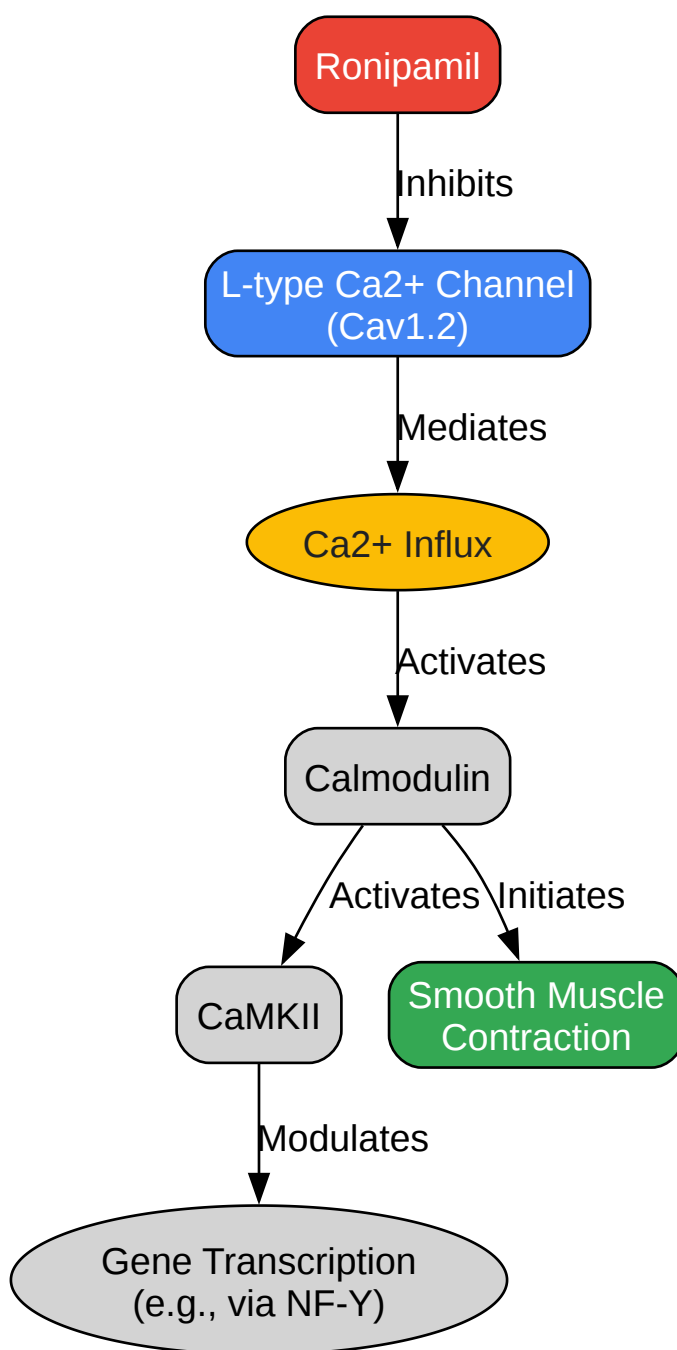 Ronipamil
Inhibits
L-type Ca2+ Channel
(Cav1.2)
Mediates
Ca2+ Influx
Activates
Calmodulin
Activates
Initiates
CaMKII
Smooth Muscle
Contraction
Modulates
Gene Transcription
(e.g., via NF-Y)